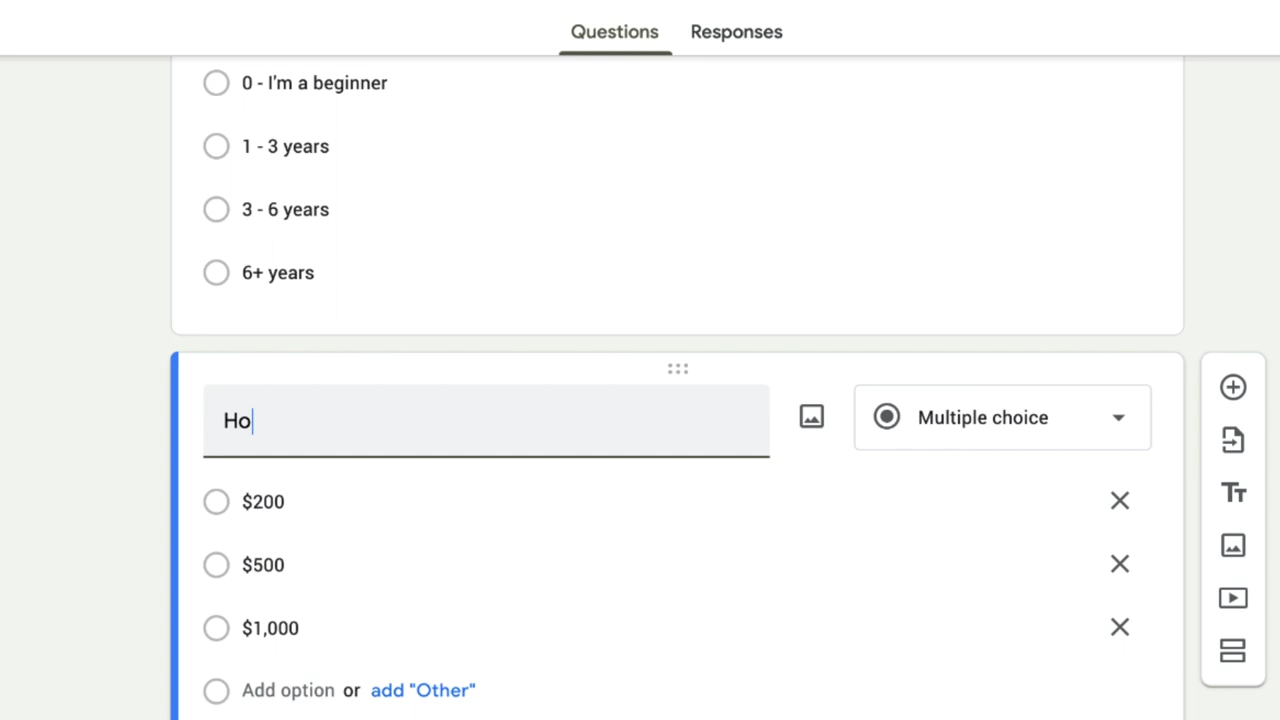 Questions Responses
0 - I'm a beginner
1 - 3 years
3 - 6 years
6+ years
Ho
Multiple choice
$200
$500
$1,000
Add option or add "Other"
Tт